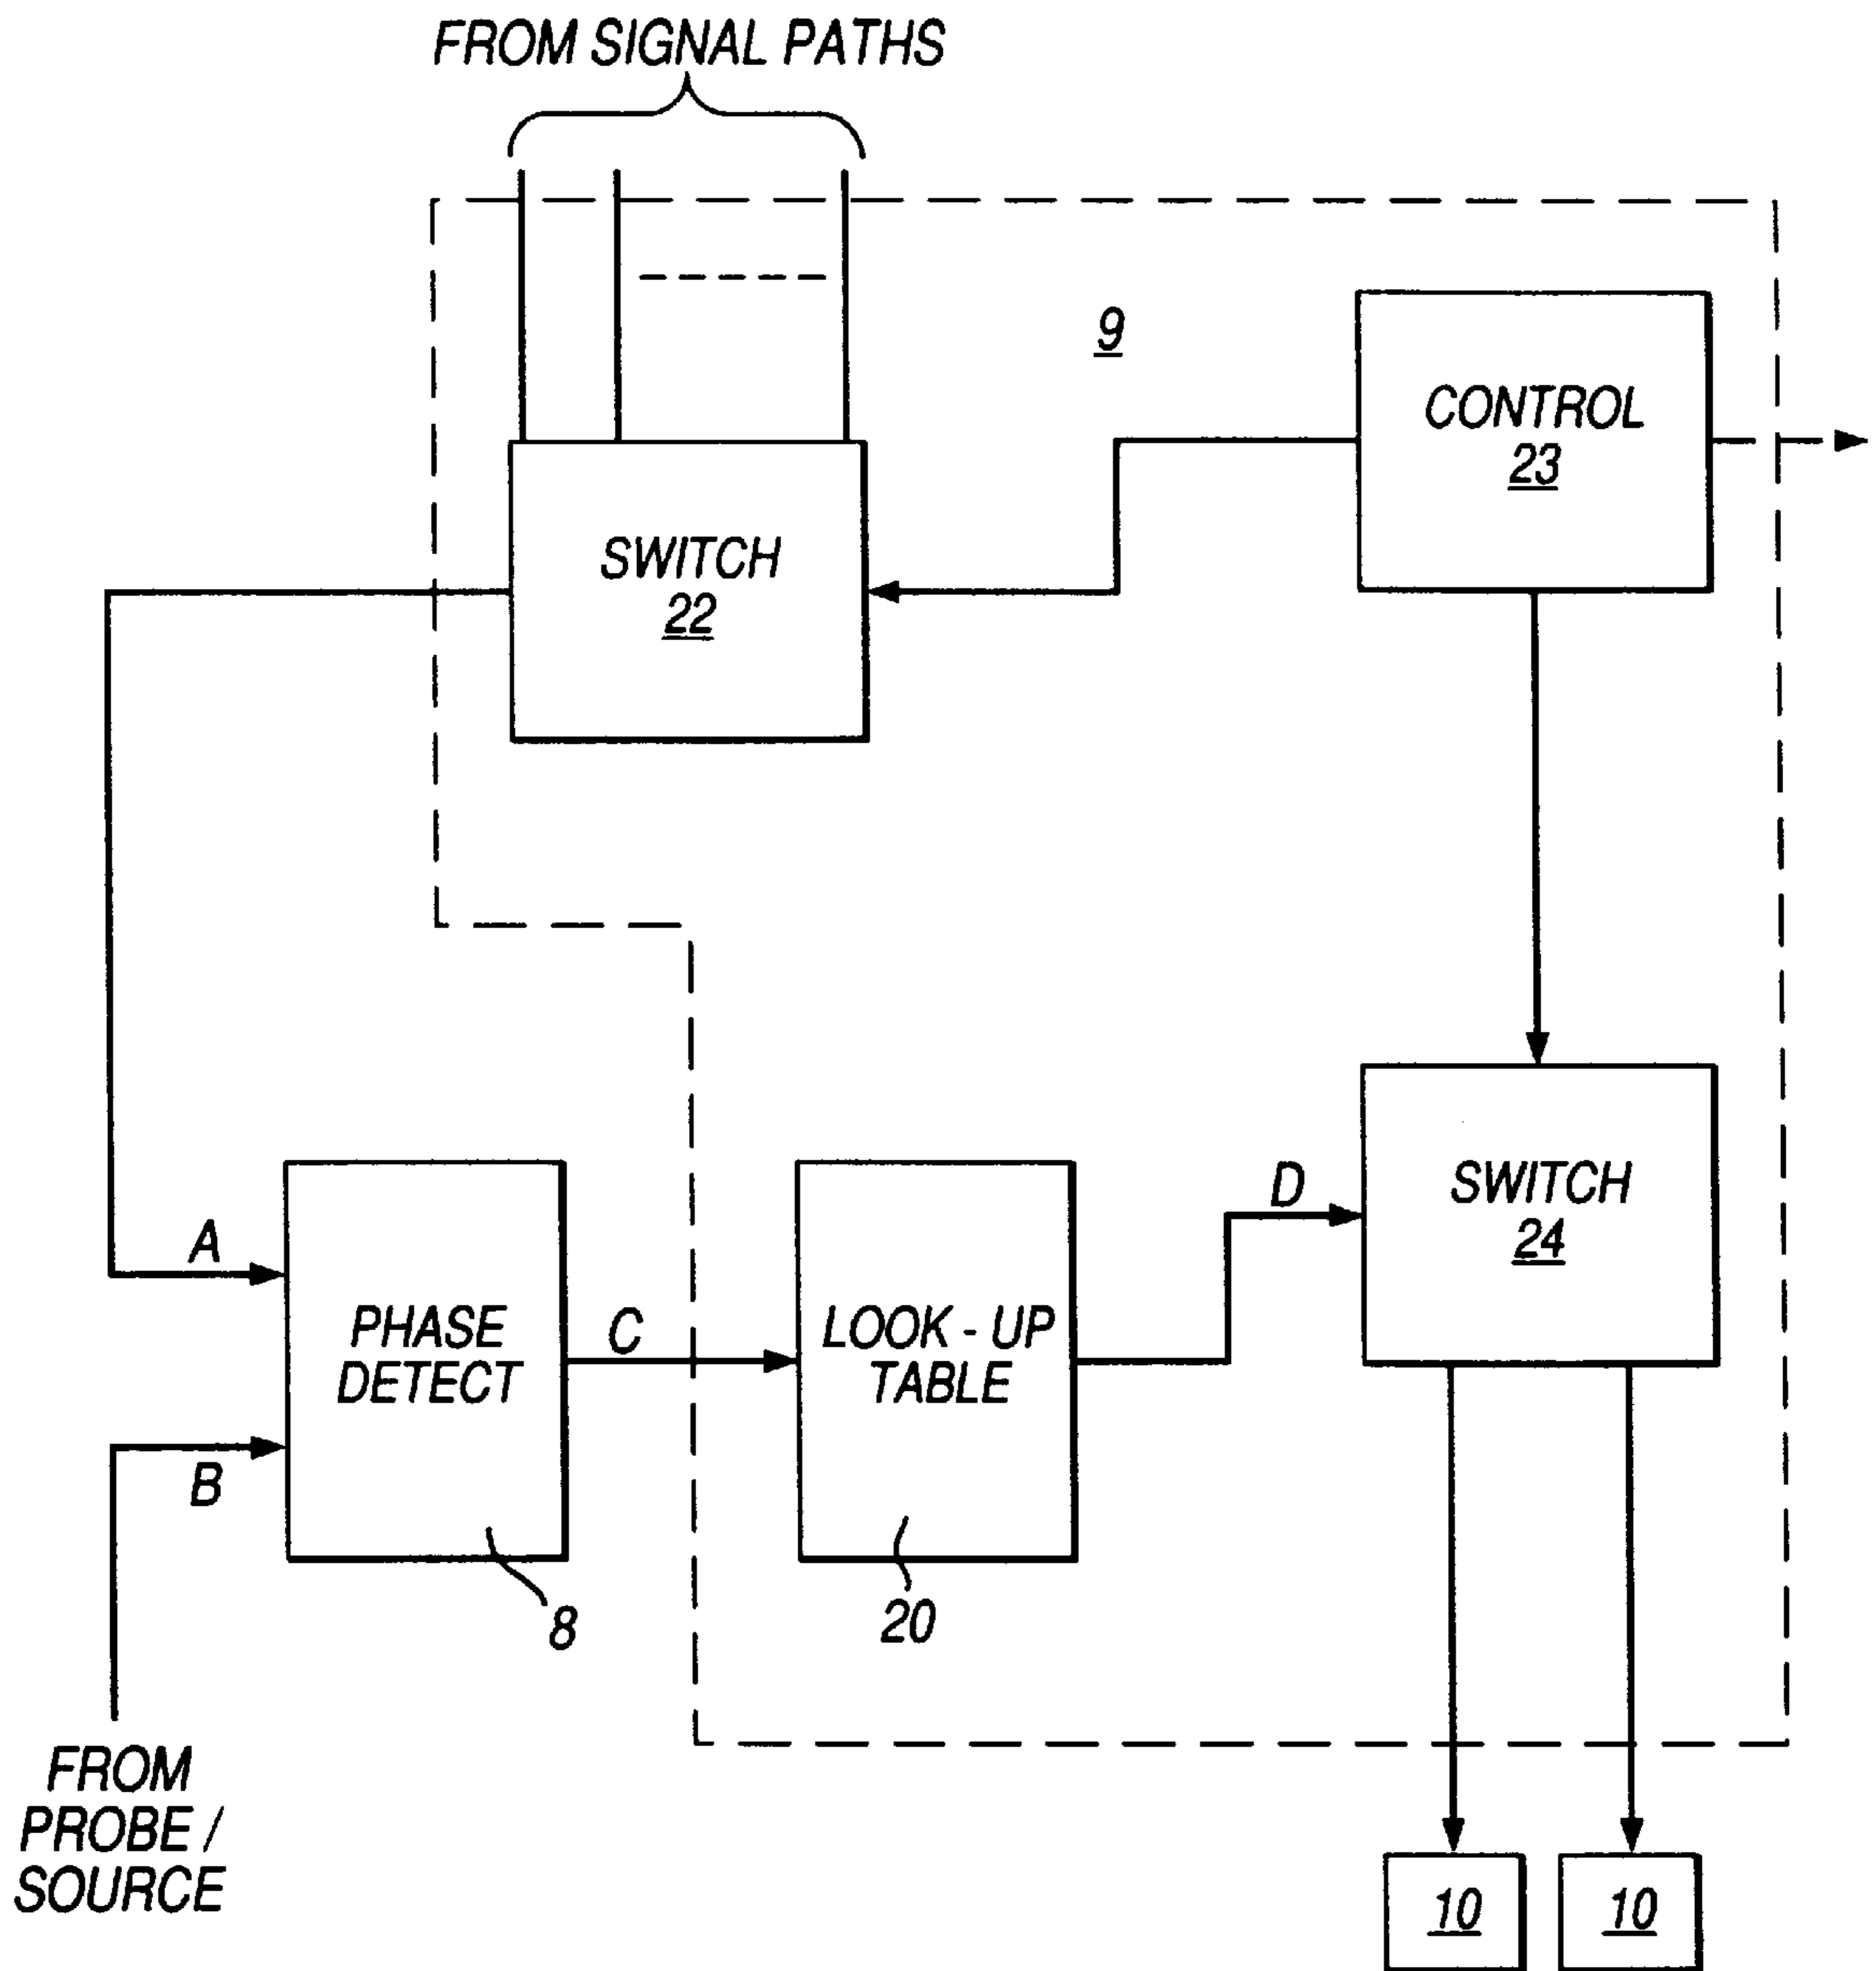 FROM SIGNAL PATHS
9
CONTROL
23
SWITCH
22
SWITCH
24
A
B
C
D
PHASE
DETECT
8
LOOK - UP
TABLE
20
FROM
PROBE /
SOURCE
10
10